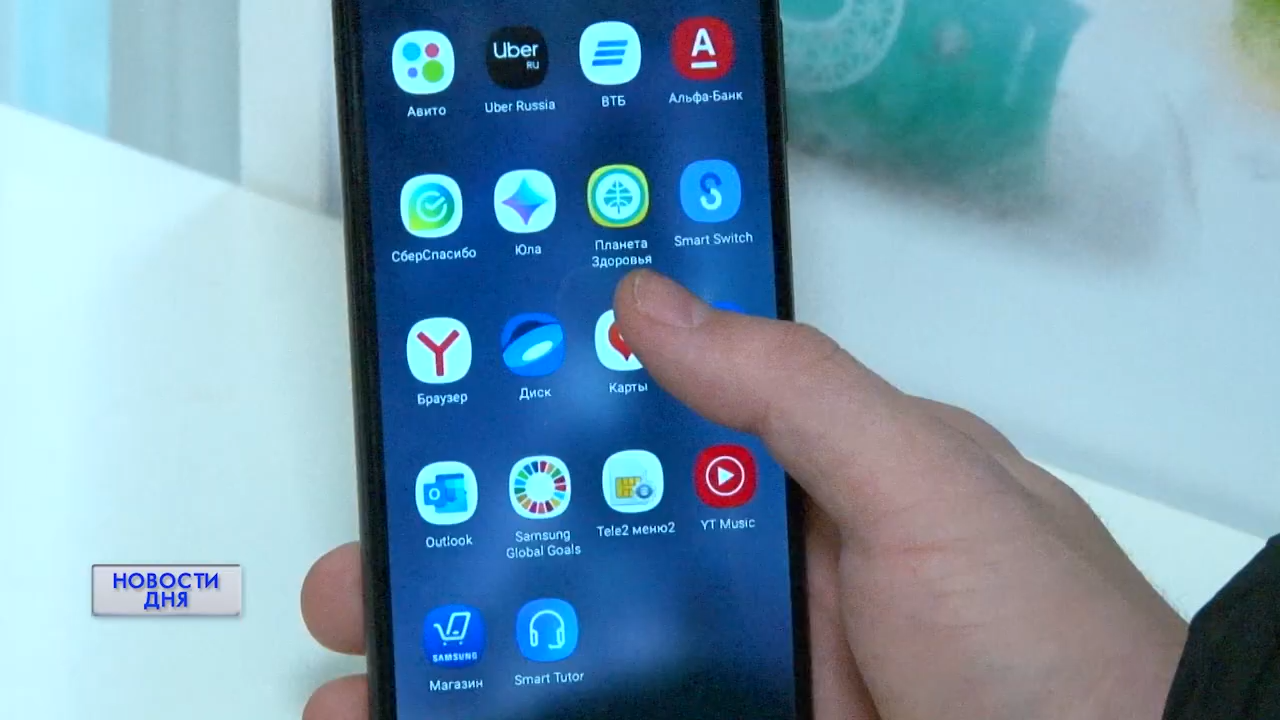 Uber
RU
A
Авито
Uber Russia
ВТБ
Альфа-Банк
S
СберСпасибо
Юла
Планета
Здоровья
Smart Switch
Y
Браузер
Диск
Карты
O
Outlook
Samsung
Global Goals
Tele2 меню2
YT Music
SAMSUNG
Магазин
Smart Tutor
НОВОСТИ
ДНЯ